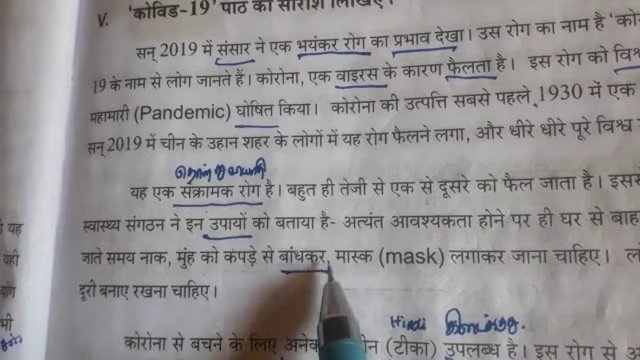 V. 'कोविड-19' पाठ का सारांश लिखिए।
सन् 2019 में संसार ने एक भयंकर रोग का प्रभाव देखा। उस रोग का नाम है 'को
19 के नाम से लोग जानते हैं। कोरोना, एक वाइरस के कारण फैलता है। इस रोग को विश्व
महामारी (Pandemic) घोषित किया। कोरोना की उत्पत्ति सबसे पहले 1930 में एक
सन् 2019 में चीन के उहान शहर के लोगों में यह रोग फैलने लगा, और धीरे धीरे पूरे विश्व
यह एक संक्रामक रोग है। बहुत ही तेजी से एक से दूसरे को फैल जाता है। इसस
स्वास्थ्य संगठन ने इन उपायों को बताया है- अत्यंत आवश्यकता होने पर ही घर से बाह
जाते समय नाक, मुंह को कपड़े से बांधकर, मास्क (mask) लगाकर जाना चाहिए।
दूरी बनाए रखना चाहिए।
Hindi
कोरोना से बचने के लिए अनेक (टीका) उपलब्ध है। इस रोग से